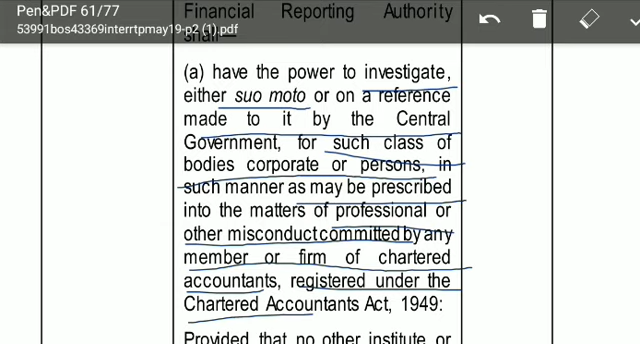 Pen&PDF 61/77
53991bos43369interrtpmay19-p2 (1).pdf
Financial Reporting Authority
shall—
(a) have the power to investigate,
either suo moto or on a reference
made to it by the Central
Government, for such class of
bodies corporate or persons, in
such manner as may be prescribed
into the matters of professional or
other misconduct committed by any
member or firm of chartered
accountants, registered under the
Chartered Accountants Act, 1949:
Provided that no other institute or